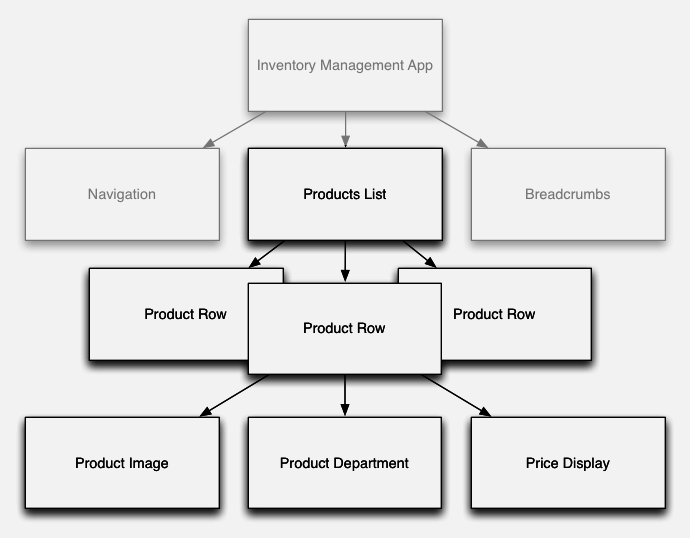 Inventory Management App
Navigation
Products List
Breadcrumbs
Product Row
Product Row
Product Row
Product Image
Product Department
Price Display